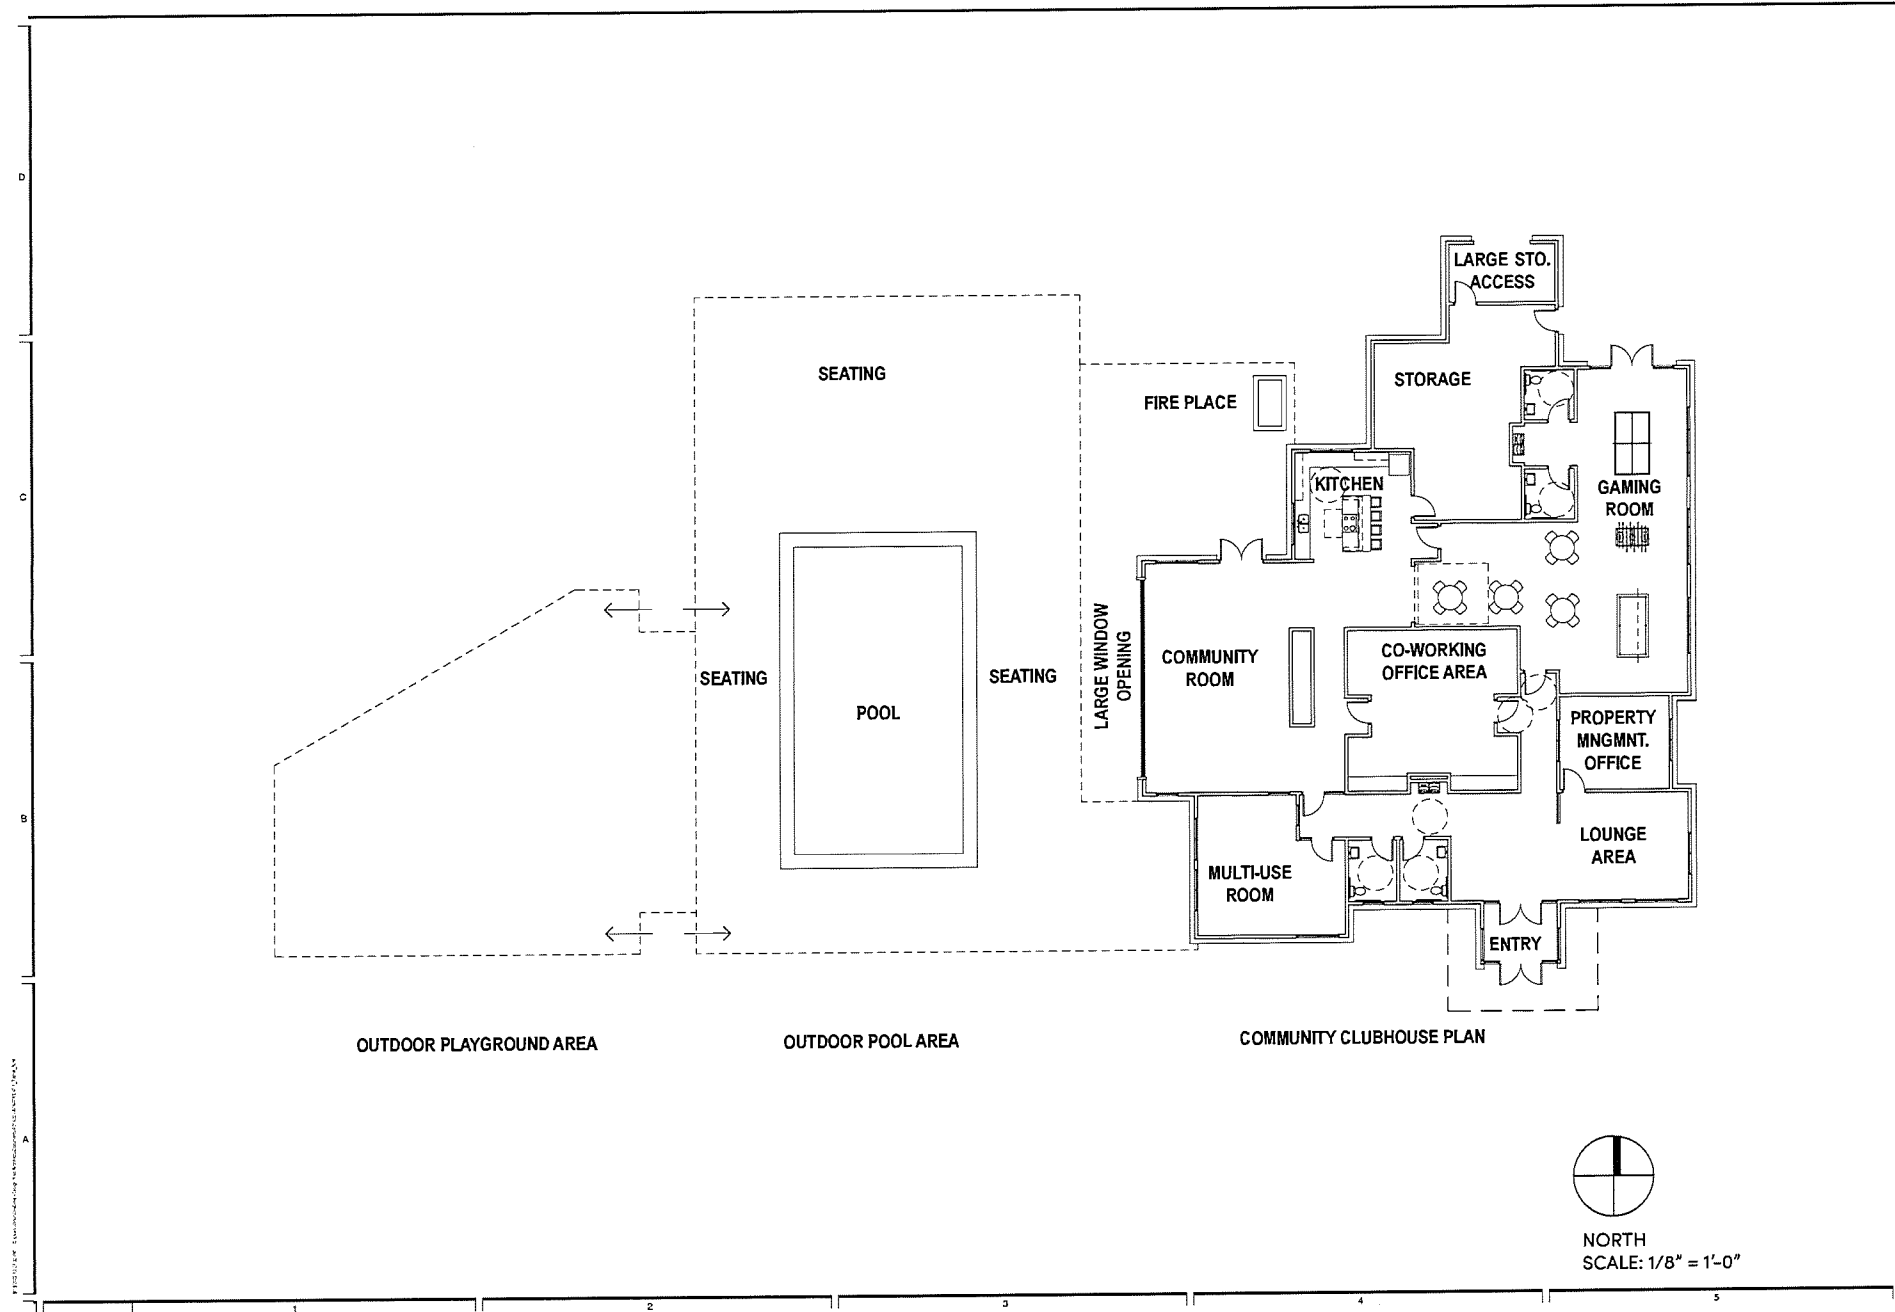 D
LARGE STO.
ACCESS
SEATING
STORAGE
FIRE PLACE
C
KITCHEN
GAMING
ROOM
LARGE WINDOW
OPENING
COMMUNITY
ROOM
CO-WORKING
OFFICE AREA
SEATING
SEATING
POOL
PROPERTY
MNGMNT.
OFFICE
B
LOUNGE
AREA
MULTI-USE
ROOM
ENTRY
OUTDOOR PLAYGROUND AREA
OUTDOOR POOL AREA
COMMUNITY CLUBHOUSE PLAN
A
NORTH
SCALE: 1/8" = 1'-0"
1
2
3
4
5